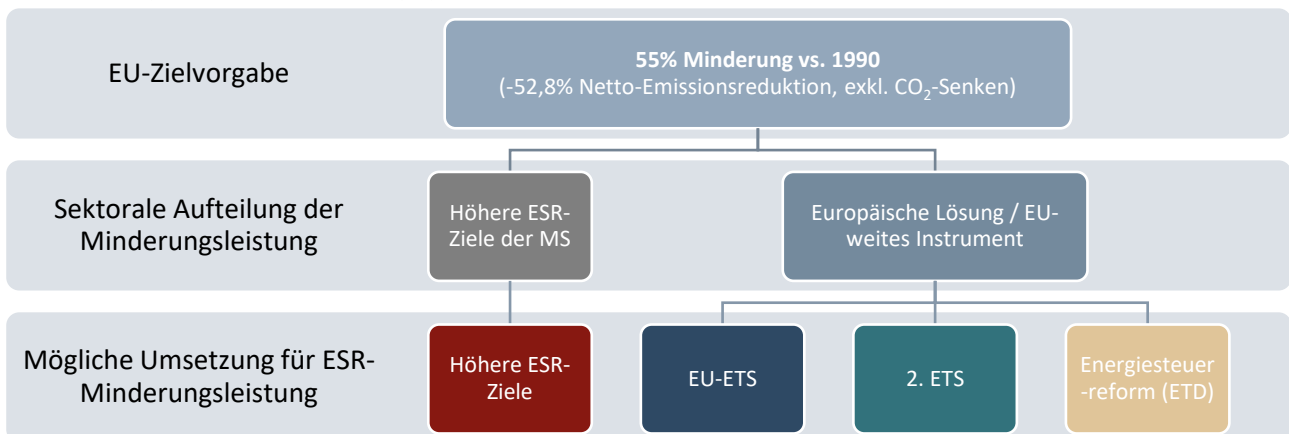 EU-Zielvorgabe
55% Minderung vs. 1990
(-52,8% Netto-Emissionsreduktion, exkl. CO₂-Senken)
Sektorale Aufteilung der
Minderungsleistung
Höhere ESR-
Ziele der MS
Europäische Lösung / EU-
weites Instrument
Mögliche Umsetzung für ESR-
Minderungsleistung
Höhere ESR-
Ziele
EU-ETS
2. ETS
Energiesteuer
-reform (ETD)